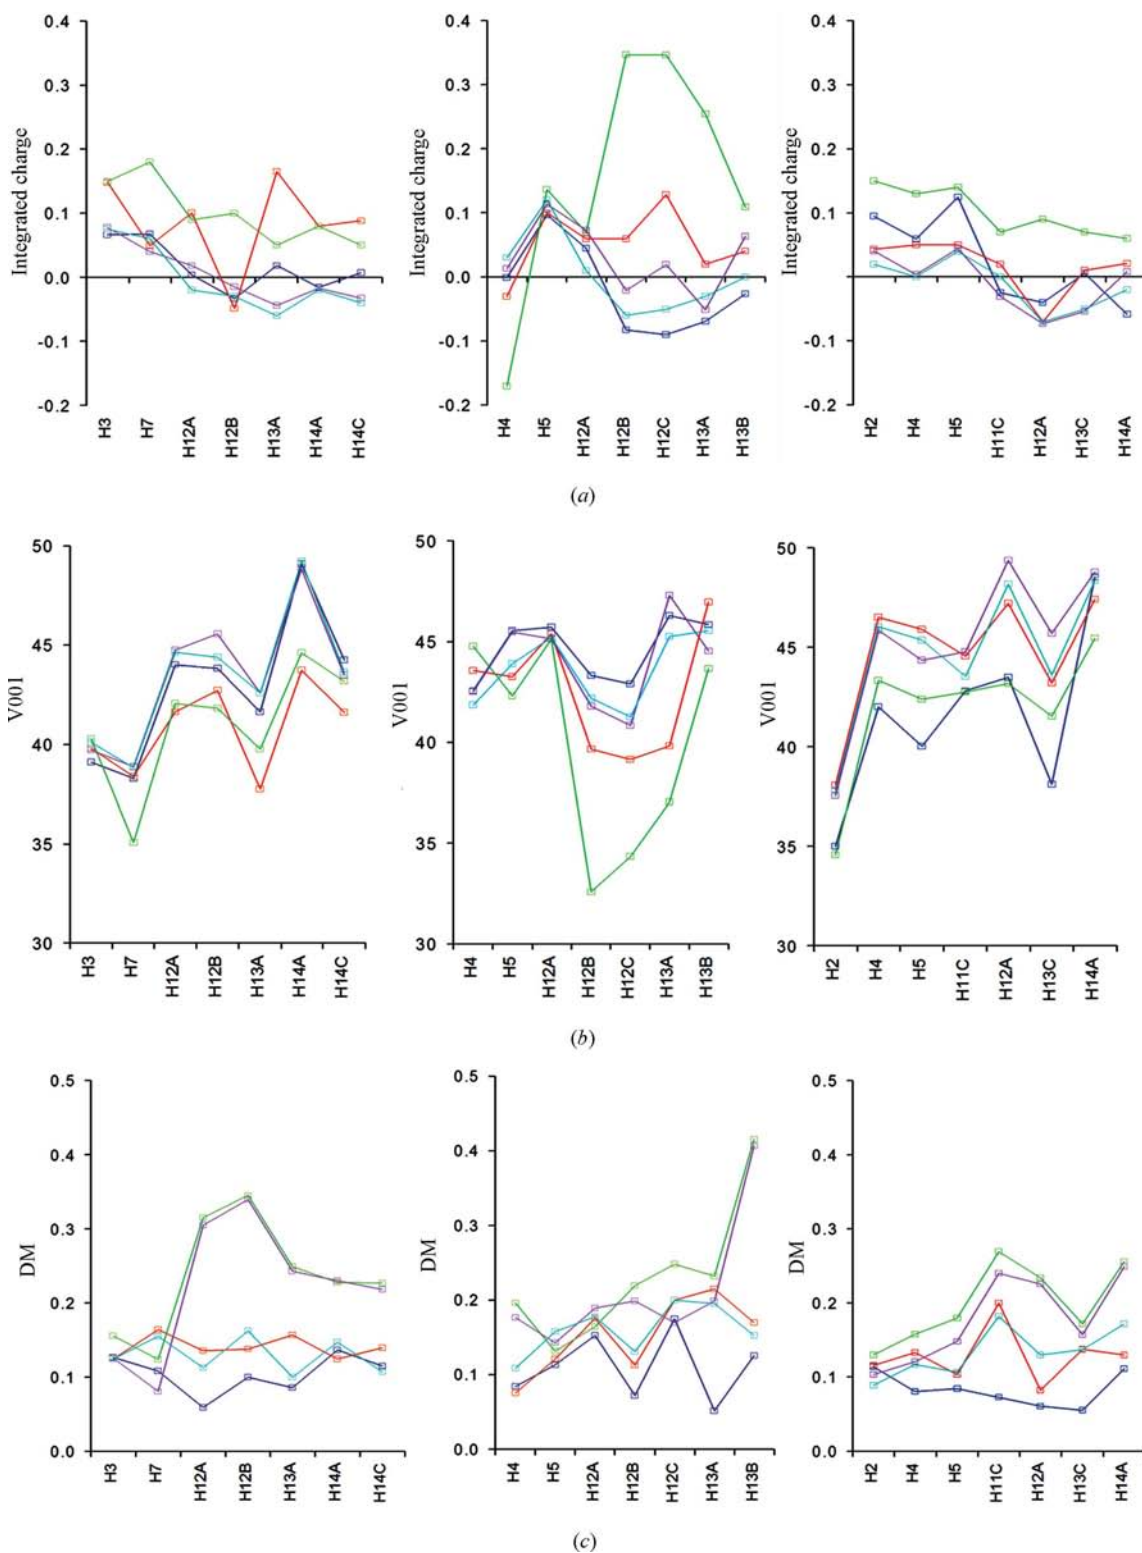 0.4
0.3
0.2
0.1
0.0
-0.1
-0.2
Integrated charge
H3
H7
H12A
H12B
H13A
H14A
H14C
0.4
0.3
0.2
0.1
0.0
-0.1
-0.2
Integrated charge
H4
H5
H12A
H12B
H12C
H13A
H13B
0.4
0.3
0.2
0.1
0.0
-0.1
-0.2
Integrated charge
H2
H4
H5
H11C
H12A
H13C
H14A
(a)
50
45
40
35
30
V001
H3
H7
H12A
H12B
H13A
H14A
H14C
50
45
40
35
30
V001
H4
H5
H12A
H12B
H12C
H13A
H13B
50
45
40
35
30
V001
H2
H4
H5
H11C
H12A
H13C
H14A
(b)
0.5
0.4
0.3
0.2
0.1
0.0
DM
H3
H7
H12A
H12B
H13A
H14A
H14C
0.5
0.4
0.3
0.2
0.1
0.0
DM
H4
H5
H12A
H12B
H12C
H13A
H13B
0.5
0.4
0.3
0.2
0.1
0.0
DM
H2
H4
H5
H11C
H12A
H13C
H14A
(c)